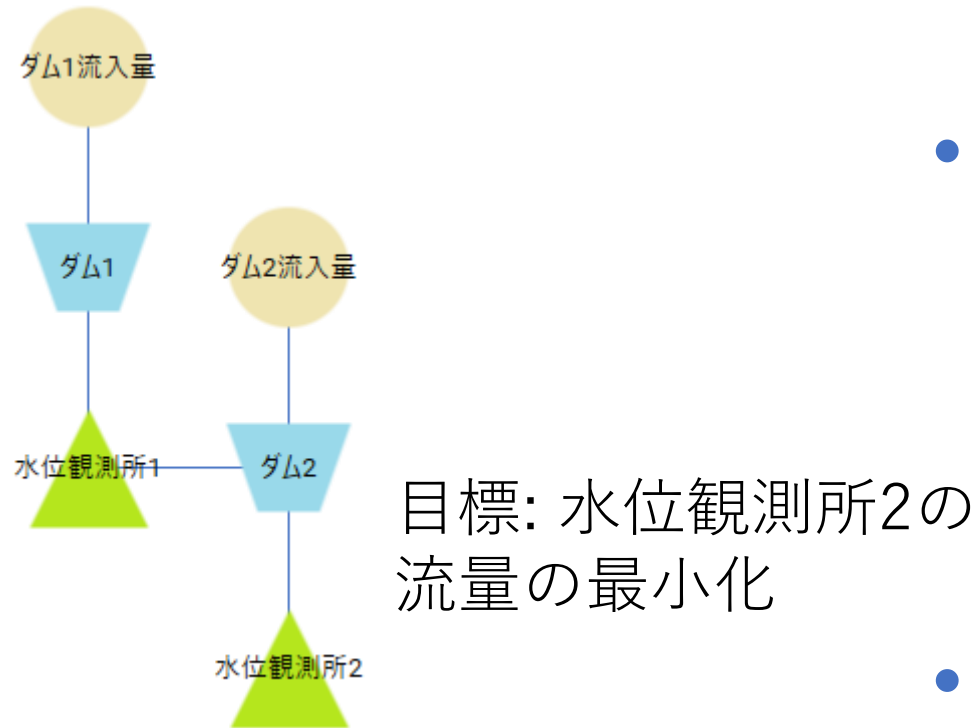 ダム1流入量
ダム1
ダム2流入量
水位観測所1
ダム2
目標: 水位観測所2の
流量の最小化
水位観測所2